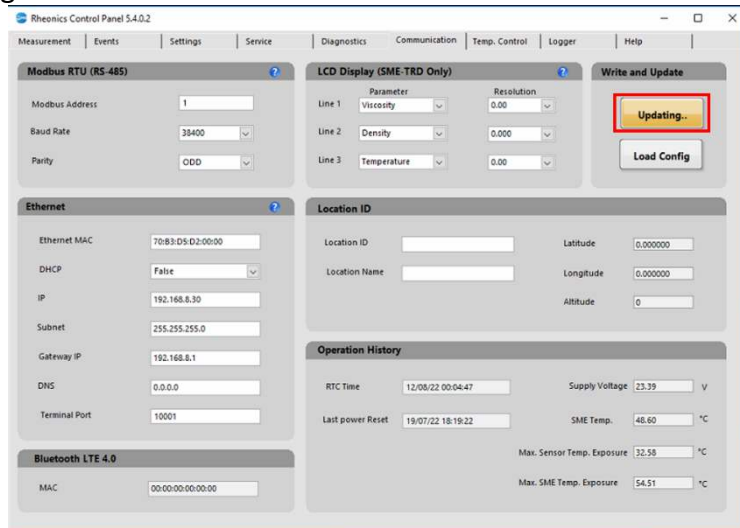 Rheonics Control Panel 5.4.0.2
Measurement Events Settings Service Diagnostics Communication Temp. Control Logger Help
Modbus RTU (RS-485) ?
Modbus Address 1
Baud Rate 38400
Parity ODD
LCD Display (SME-TRD Only) ?
Parameter Resolution
Line 1 Viscosity 0.00
Line 2 Density 0.000
Line 3 Temperature 0.00
Write and Update
Updating..
Load Config
Ethernet ?
Ethernet MAC 70:B3:D5:D2:00:00
DHCP False
IP 192.168.8.30
Subnet 255.255.255.0
Gateway IP 192.168.8.1
DNS 0.0.0.0
Terminal Port 10001
Location ID
Location ID Latitude 0.000000
Location Name Longitude 0.000000
Altitude 0
Operation History
RTC Time 12/08/22 00:04:47 Supply Voltage 23.39 V
Last power Reset 19/07/22 18:19:22 SME Temp. 48.60 °C
Max. Sensor Temp. Exposure 32.58 °C
Max. SME Temp. Exposure 54.51 °C
Bluetooth LTE 4.0
MAC 00:00:00:00:00:00